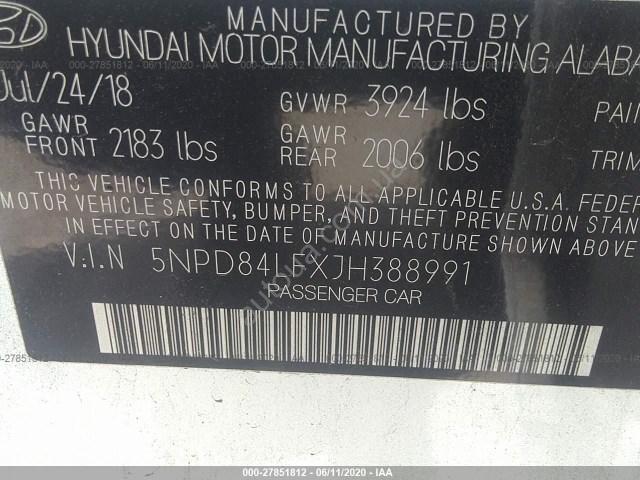 MANUFACTURED BY
HYUNDAI MOTOR MANUFACTURING ALABA
Jul/24/18 GVWR 3924 lbs PAIN
GAWR FRONT 2183 lbs GAWR REAR 2006 lbs TRIM
THIS VEHICLE CONFORMS TO ALL APPLICABLE U.S.A. FEDER
MOTOR VEHICLE SAFETY, BUMPER, AND THEFT PREVENTION STAN
IN EFFECT ON THE DATE OF MANUFACTURE SHOWN ABOVE
V.I.N 5NPD84LFXJH388991
PASSENGER CAR
000-27851812 - 06/11/2020 - IAA